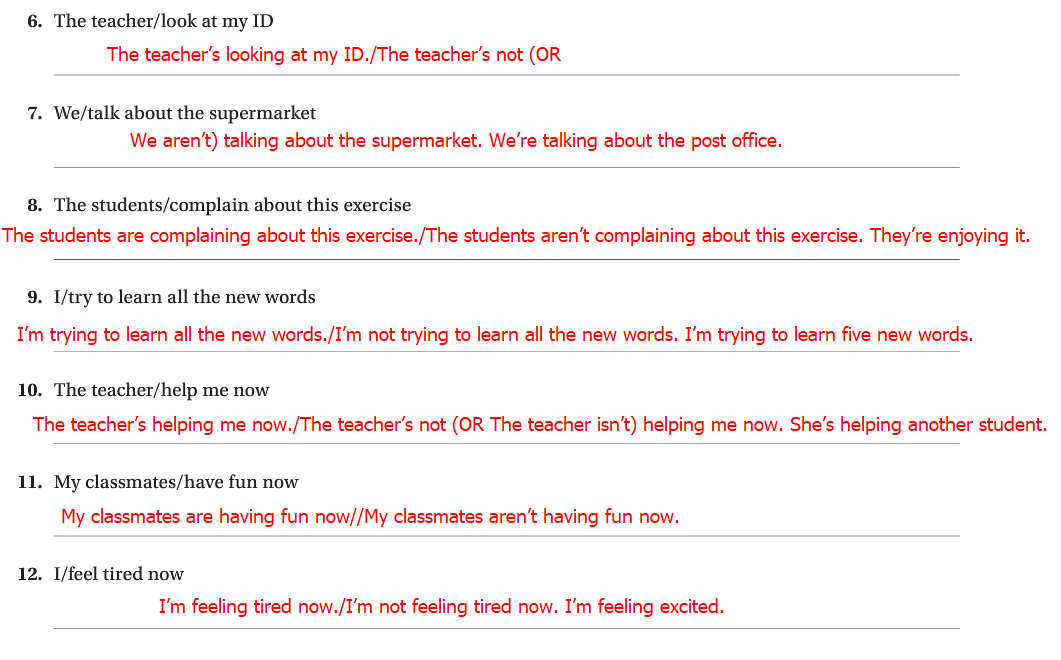 6. The teacher/look at my ID
The teacher's looking at my ID./The teacher's not (OR
7. We/talk about the supermarket
We aren't) talking about the supermarket. We're talking about the post office.
8. The students/complain about this exercise
The students are complaining about this exercise./The students aren't complaining about this exercise. They're enjoying it.
9. I/try to learn all the new words
I'm trying to learn all the new words./I'm not trying to learn all the new words. I'm trying to learn five new words.
10. The teacher/help me now
The teacher's helping me now./The teacher's not (OR The teacher isn't) helping me now. She's helping another student.
11. My classmates/have fun now
My classmates are having fun now//My classmates aren't having fun now.
12. I/feel tired now
I'm feeling tired now./I'm not feeling tired now. I'm feeling excited.